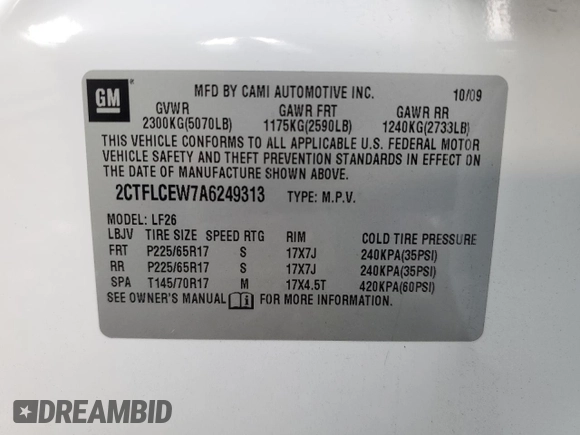 GM
MFD BY CAMI AUTOMOTIVE INC. 10/09
GVWR GAWR FRT GAWR RR
2300KG(5070LB) 1175KG(2590LB) 1240KG(2733LB)
THIS VEHICLE CONFORMS TO ALL APPLICABLE U.S. FEDERAL MOTOR
VEHICLE SAFETY AND THEFT PREVENTION STANDARDS IN EFFECT ON
THE DATE OF MANUFACTURE SHOWN ABOVE.
2CTFLCEW7A6249313 TYPE: M.P.V.
MODEL: LF26
LBJV TIRE SIZE SPEED RTG RIM COLD TIRE PRESSURE
FRT P225/65R17 S 17X7J 240KPA(35PSI)
RR P225/65R17 S 17X7J 240KPA(35PSI)
SPA T145/70R17 M 17X4.5T 420KPA(60PSI)
SEE OWNER'S MANUAL FOR MORE INFORMATION.
DREAMBID